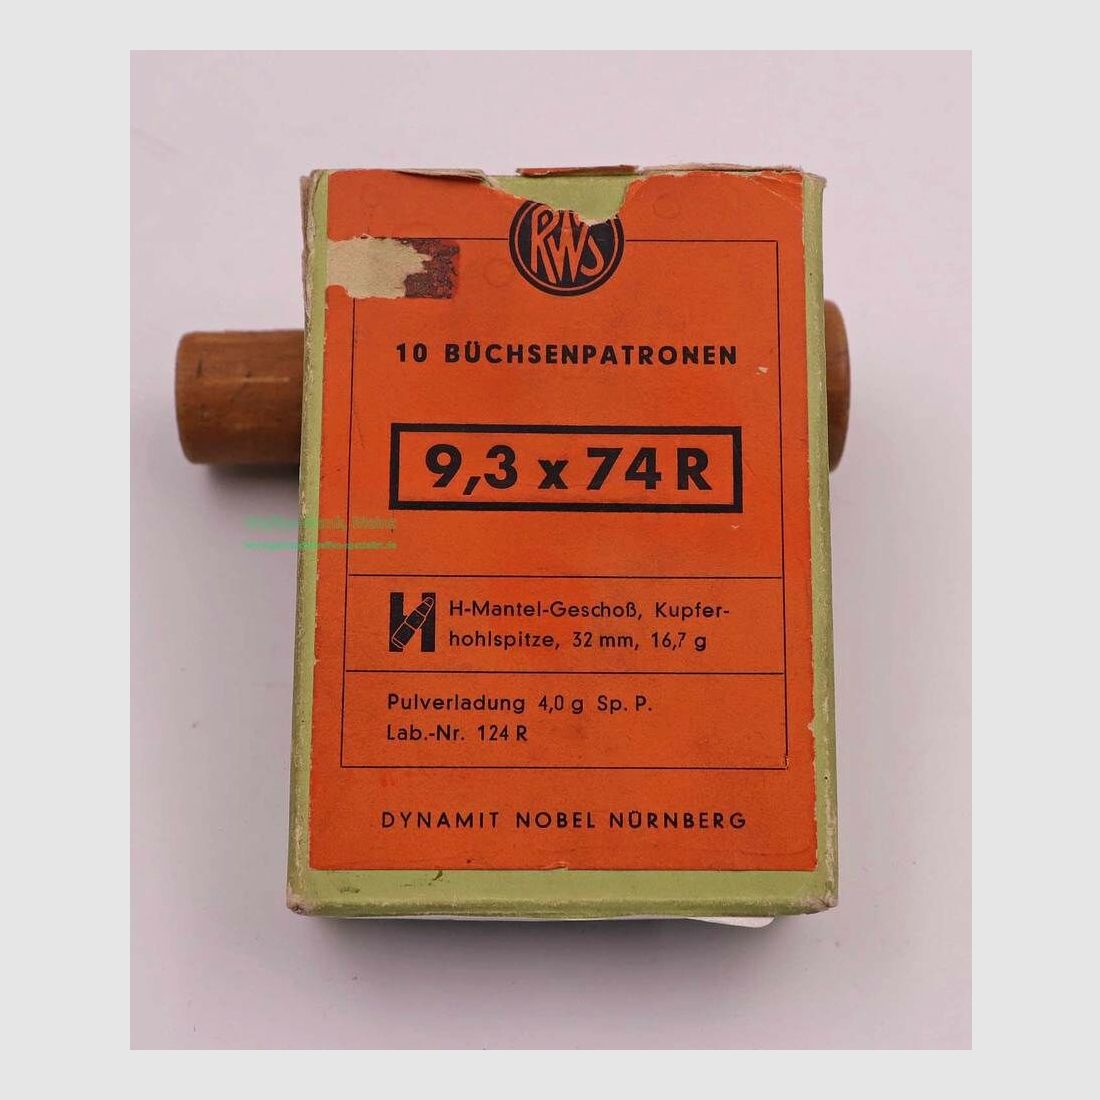 RWS
10 BÜCHSENPATRONEN
9,3 x 74 R
H H-Mantel-Geschoß, Kupfer-
hohlspitze, 32 mm, 16,7 g
Pulverladung 4,0 g Sp. P.
Lab.-Nr. 124 R
DYNAMIT NOBEL NÜRNBERG